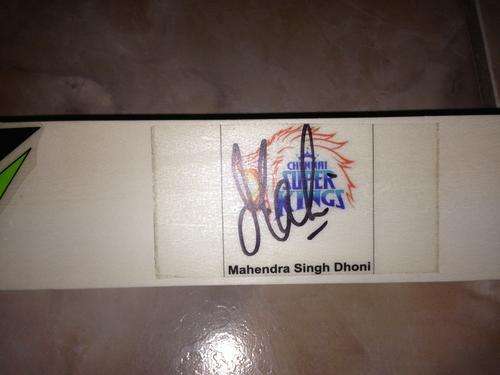 CHENNAI
SUPER
KINGS
Mahendra Singh Dhoni